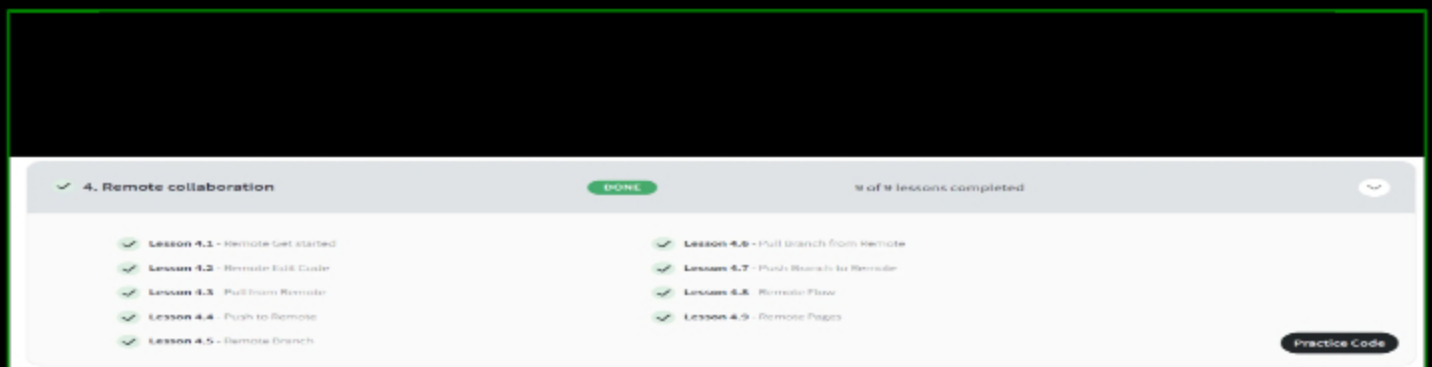 4. Remote collaboration DONE 9 of 9 lessons completed
Lesson 4.1 - Remote Get started
Lesson 4.2 - Remote Edit Code
Lesson 4.3 - Pull from Remote
Lesson 4.4 - Push to Remote
Lesson 4.5 - Remote Branch
Lesson 4.6 - Pull Branch from Remote
Lesson 4.7 - Push Branch to Remote
Lesson 4.8 - Remote Flow
Lesson 4.9 - Remote Pages
Practice Code